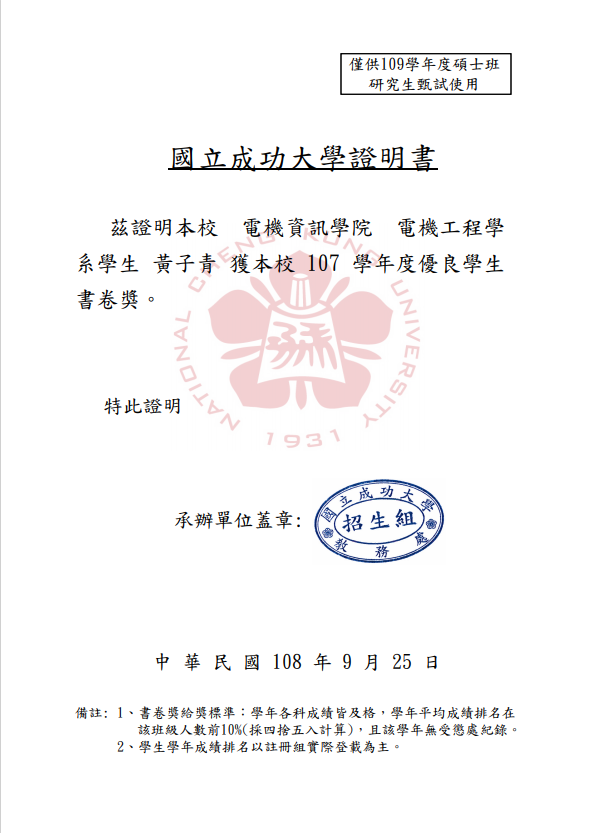 僅供109學年度碩士班
研究生甄試使用
國立成功大學證明書
茲證明本校　電機資訊學院　電機工程學
系學生 黃子青 獲本校 107 學年度優良學生
書卷獎。
NATIONAL CHENG KUNG UNIVERSITY
1931
特此證明
承辦單位蓋章:
國立成功大學
招生組
教務處
中 華 民 國 108 年 9 月 25 日
備註: 1、書卷獎給獎標準：學年各科成績皆及格，學年平均成績排名在
該班級人數前10%(採四捨五入計算)，且該學年無受懲處紀錄。
2、學生學年成績排名以註冊組實際登載為主。